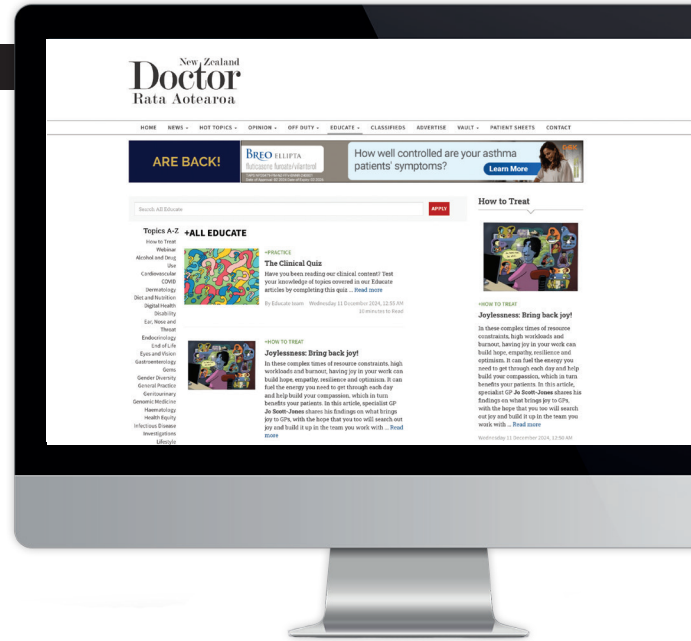 New Zealand
Doctor
Rata Aotearoa
HOME NEWS HOT TOPICS OPINION OFF DUTY EDUCATE CLASSIFIEDS ADVERTISE VAULT PATIENT SHEETS CONTACT
ARE BACK!
BREO ELLIPTA
fluticasone furoate/vilanterol
How well controlled are your asthma
patients' symptoms?
Learn More
Search All Educate
APPLY
Topics A-Z
How to Treat
Webinar
Alcohol and Drug
Use
Cardiovascular
COVID
Dermatology
Diet and Nutrition
Digital Health
Disability
Ear, Nose and
Throat
Endocrinology
End of Life
Eyes and Vision
Gastroenterology
Gems
Gender Diversity
General Practice
Genitourinary
Genomic Medicine
Haematology
Health Equity
Infectious Disease
Investigations
Lifestyle
+ALL EDUCATE
+PRACTICE
The Clinical Quiz
Have you been reading our clinical content? Test
your knowledge of topics covered in our Educate
articles by completing this quiz ... Read more
By Educate team Wednesday 11 December 2024, 12:55 AM
10 minutes to Read
+HOW TO TREAT
Joylessness: Bring back joy!
In these complex times of resource constraints, high
workloads and burnout, having joy in your work can
build hope, empathy, resilience and optimism. It can
fuel the energy you need to get through each day
and help build your compassion, which in turn
benefits your patients. In this article, specialist GP
Jo Scott-Jones shares his findings on what brings
joy to GPs, with the hope that you too will search out
joy and build it up in the team you work with ... Read
more
How to Treat
+HOW TO TREAT
Joylessness: Bring back joy!
In these complex times of resource
constraints, high workloads and
burnout, having joy in your work can
build hope, empathy, resilience and
optimism. It can fuel the energy you
need to get through each day and help
build your compassion, which in turn
benefits your patients. In this article,
specialist GP Jo Scott-Jones shares his
findings on what brings joy to GPs,
with the hope that you too will search
out joy and build it up in the team you
work with ... Read more
Wednesday 11 December 2024, 12:50 AM